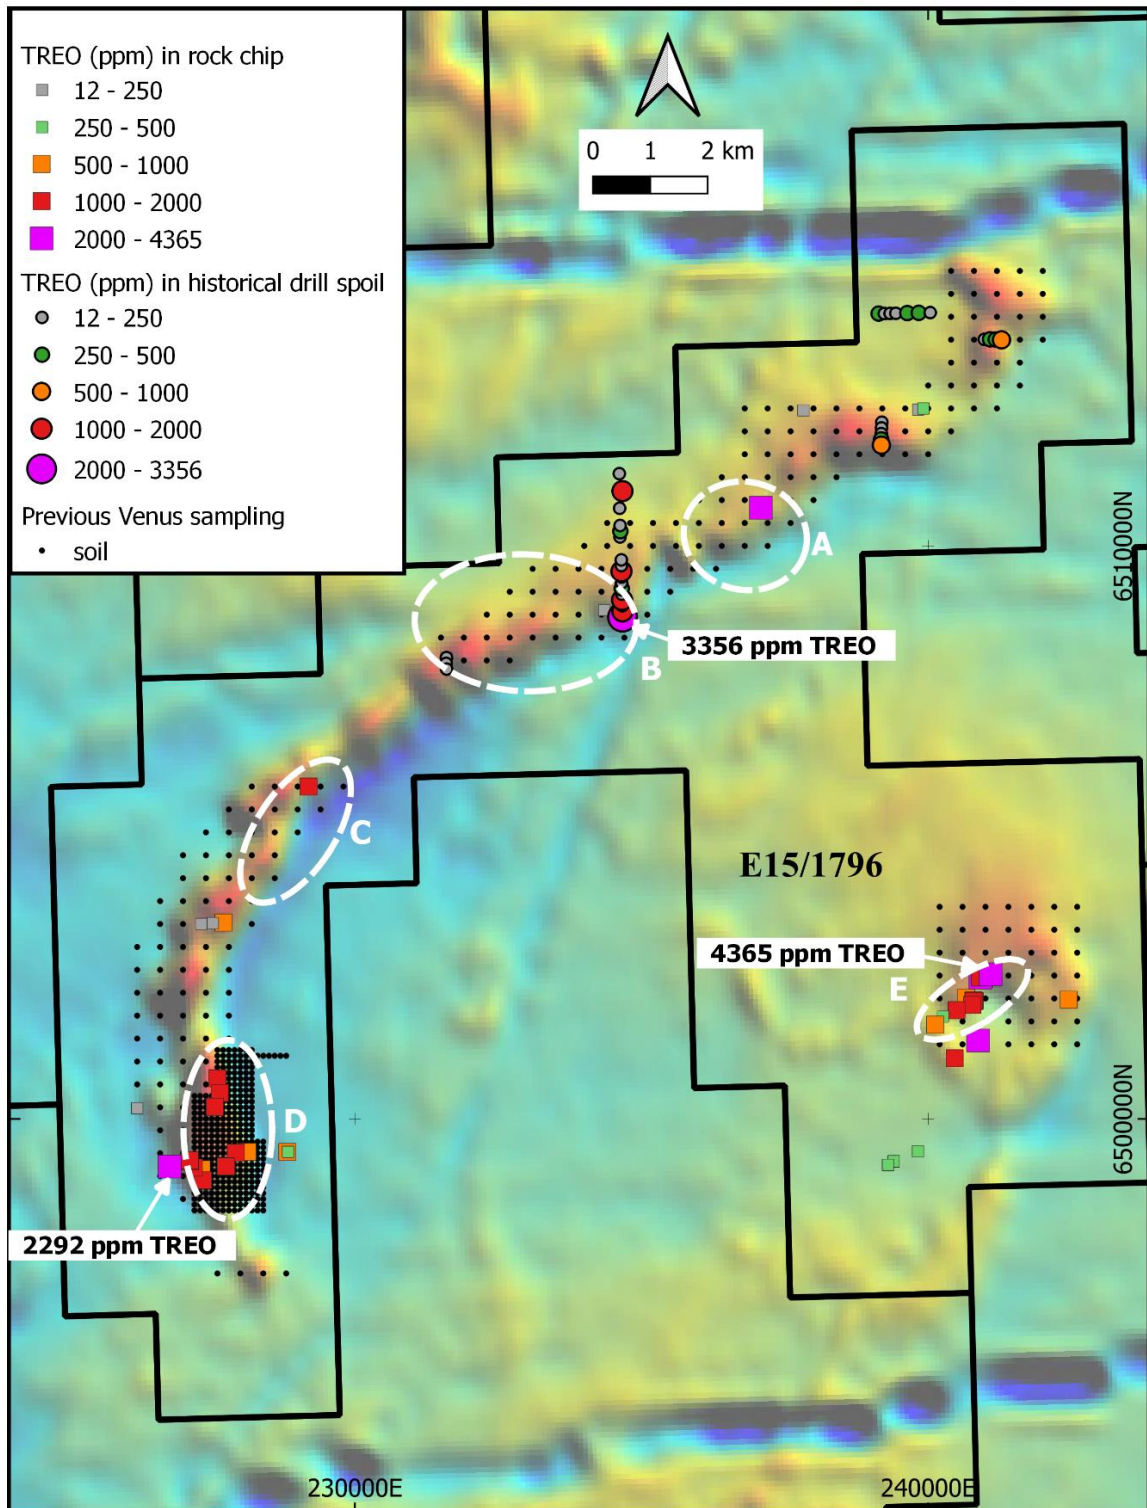 TREO (ppm) in rock chip
12 - 250
250 - 500
500 - 1000
1000 - 2000
2000 - 4365
TREO (ppm) in historical drill spoil
12 - 250
250 - 500
500 - 1000
1000 - 2000
2000 - 3356
Previous Venus sampling
soil
0 1 2 km
A
6510000N
3356 ppm TREO
B
C
E15/1796
4365 ppm TREO
E
D
6500000N
2292 ppm TREO
230000E
240000E